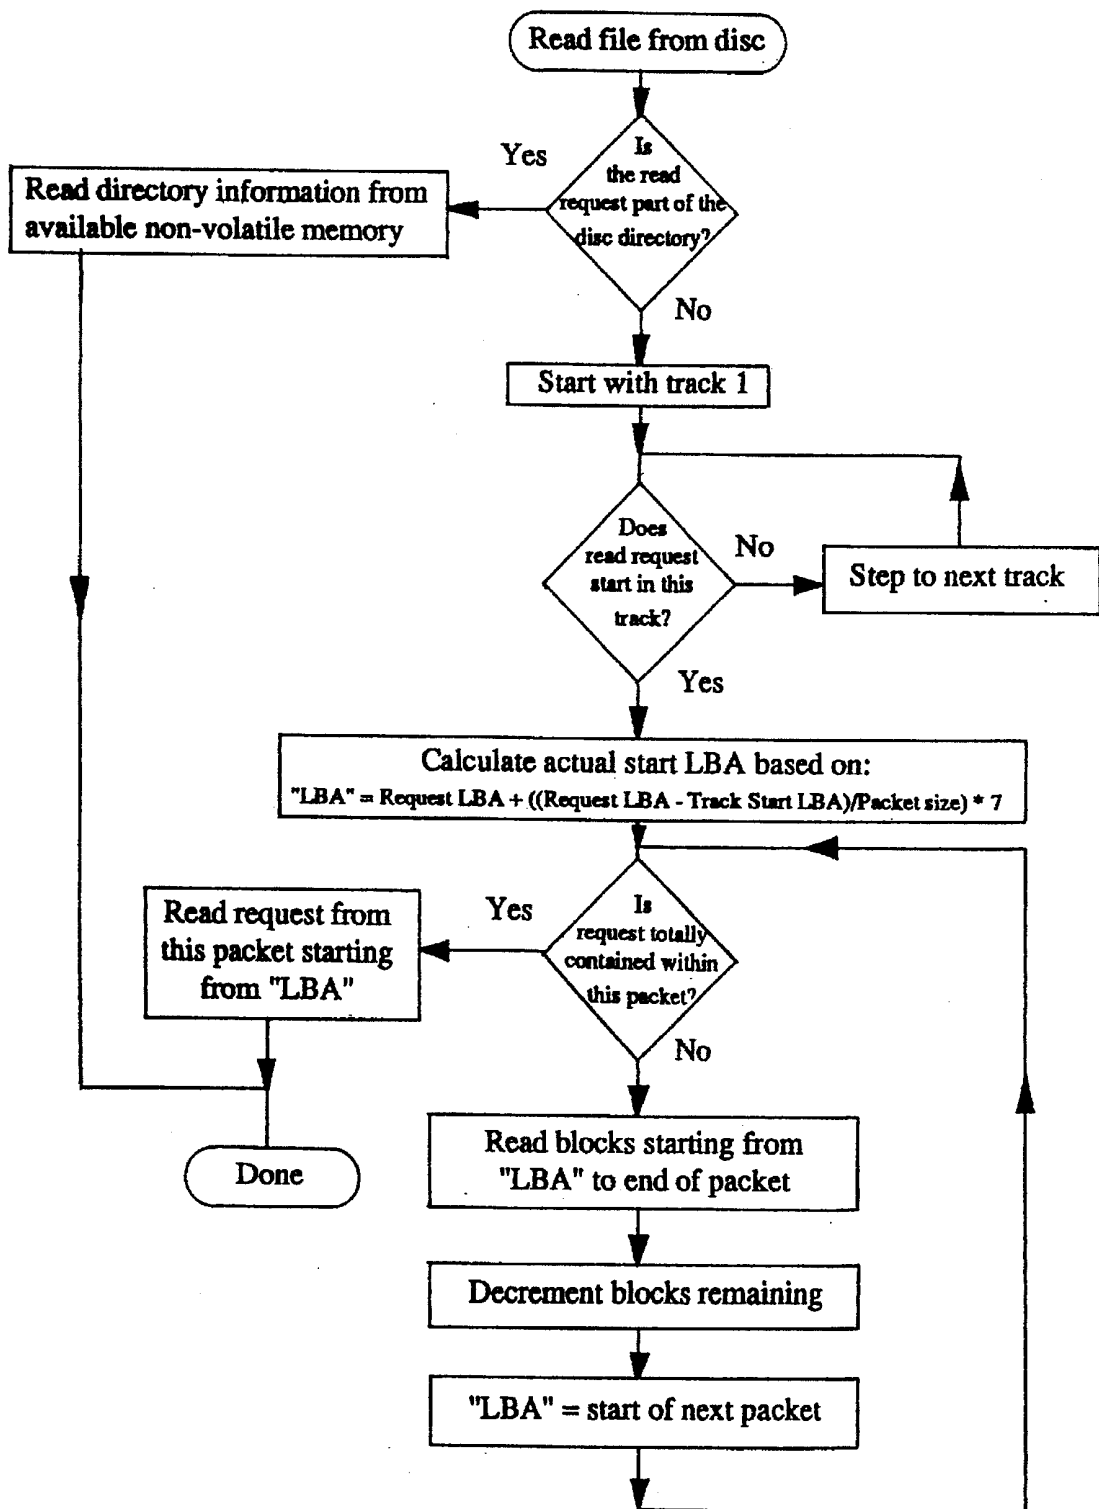 Read file from disc
Is
the read
request part of the
disc directory?
Yes
Read directory information from
available non-volatile memory
No
Start with track 1
Does
read request
start in this
track?
No
Step to next track
Yes
Calculate actual start LBA based on:
"LBA" = Request LBA + ((Request LBA - Track Start LBA)/Packet size) * 7
Is
request totally
contained within
this packet?
Yes
Read request from
this packet starting
from "LBA"
No
Done
Read blocks starting from
"LBA" to end of packet
Decrement blocks remaining
"LBA" = start of next packet